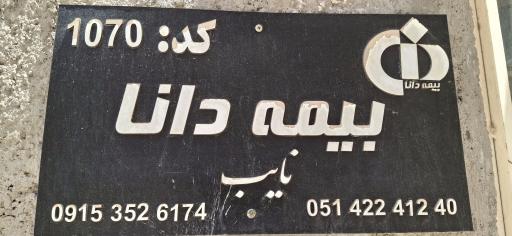 کد: 1070
بیمه دانا
بیمه دانا
نایب
0915 352 6174
051 422 412 40